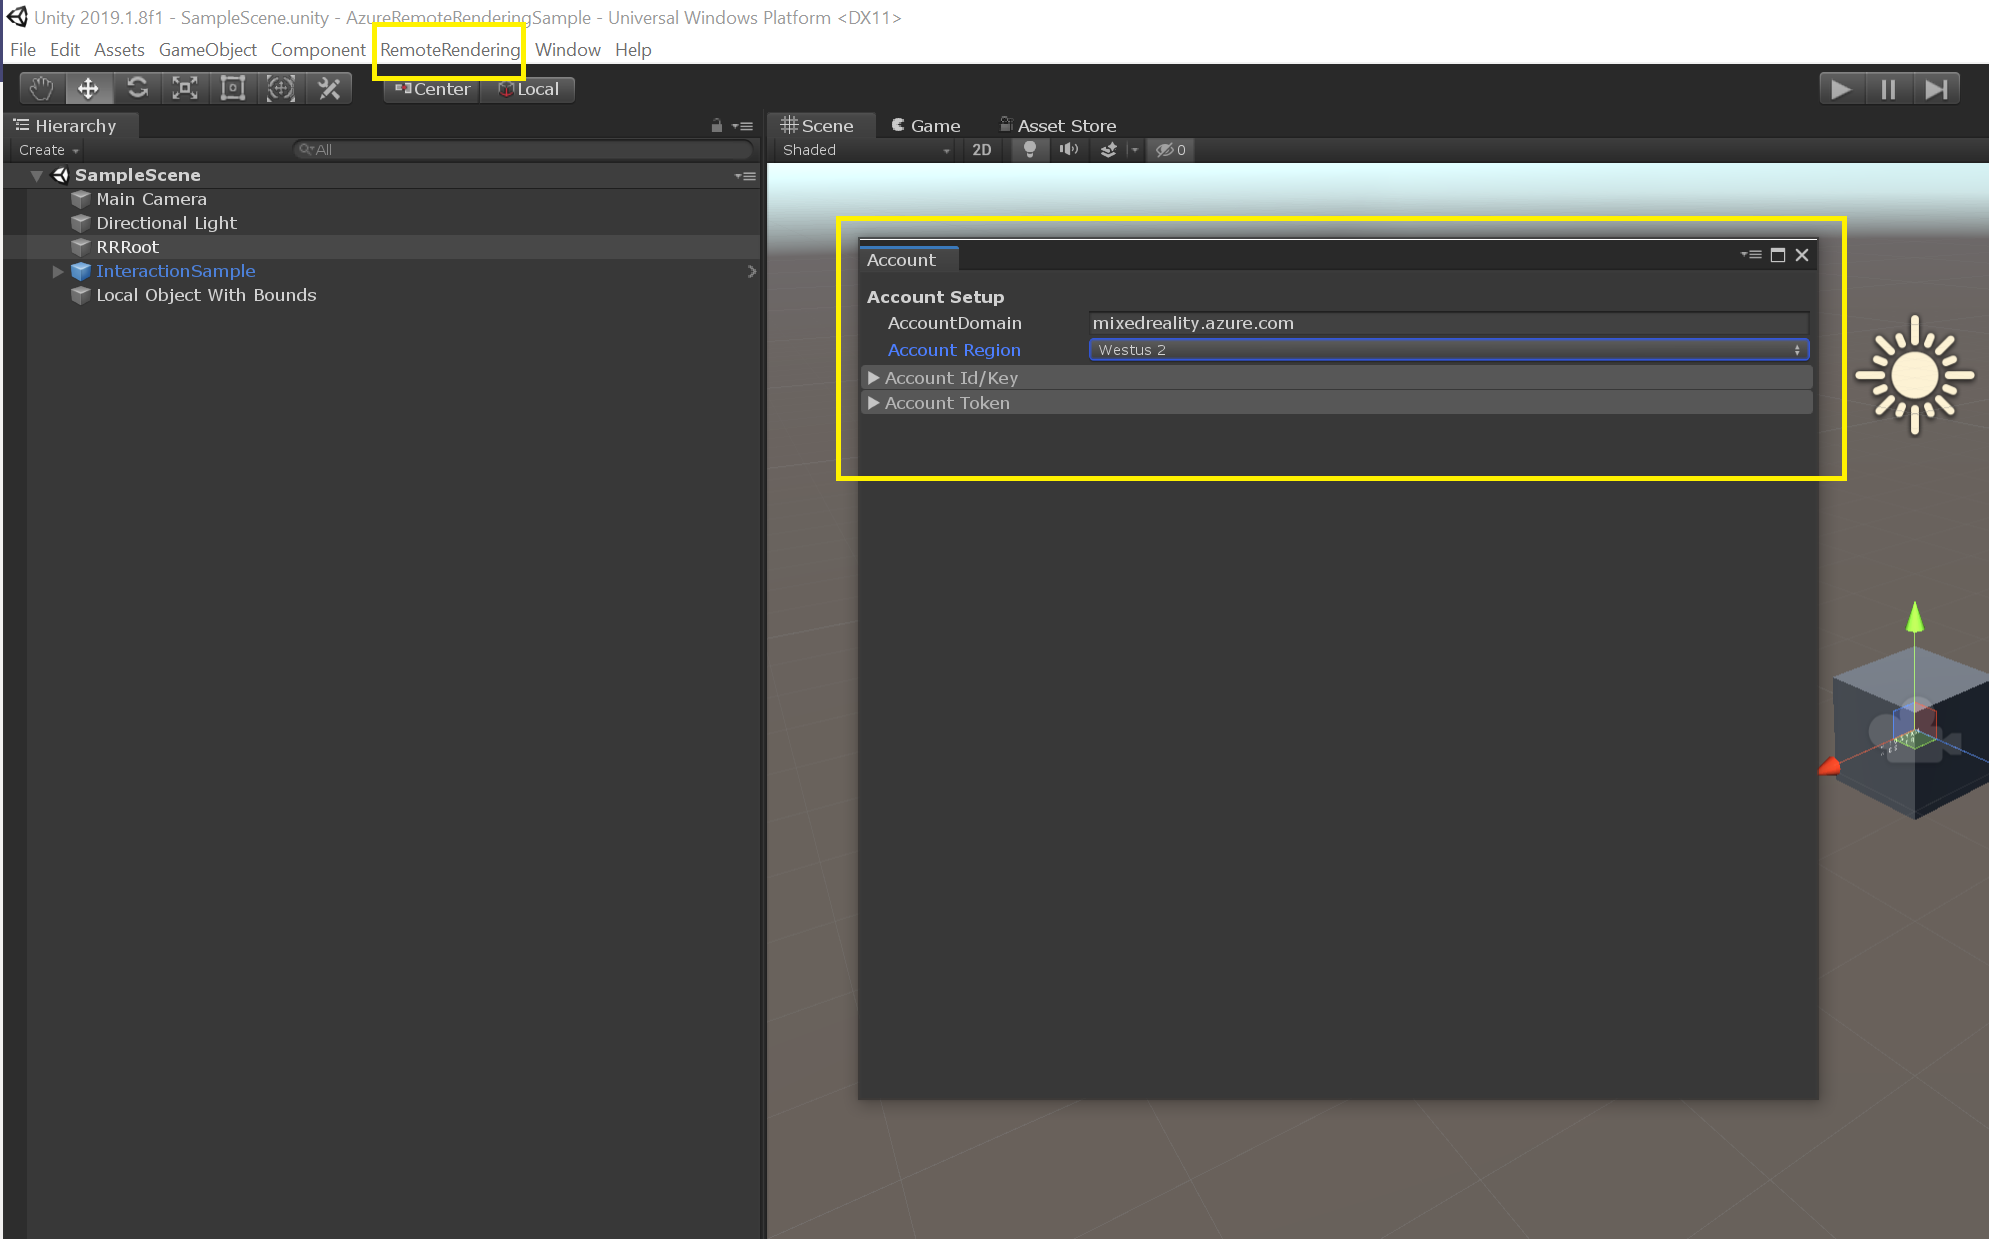 Unity 2019.1.8f1 - SampleScene.unity - AzureRemoteRenderingSample - Universal Windows Platform <DX11>
File Edit Assets GameObject Component RemoteRendering Window Help
Center Local
Hierarchy
Scene Game Asset Store
Create All
Shaded 2D 0
SampleScene
Main Camera
Directional Light
RRRoot
InteractionSample
Local Object With Bounds
Account
Account Setup
AccountDomain mixedreality.azure.com
Account Region Westus 2
Account Id/Key
Account Token